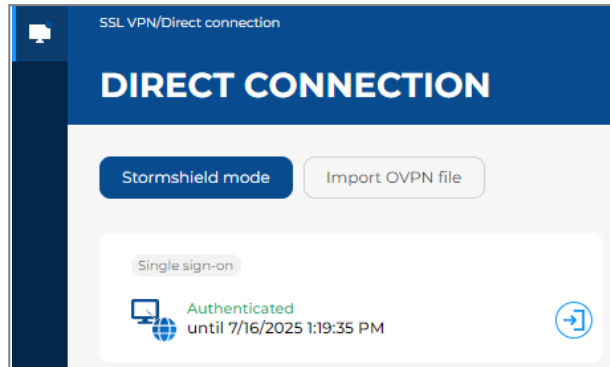 SSL VPN/Direct connection
DIRECT CONNECTION
Stormshield mode
Import OVPN file
Single sign-on
Authenticated
until 7/16/2025 1:19:35 PM